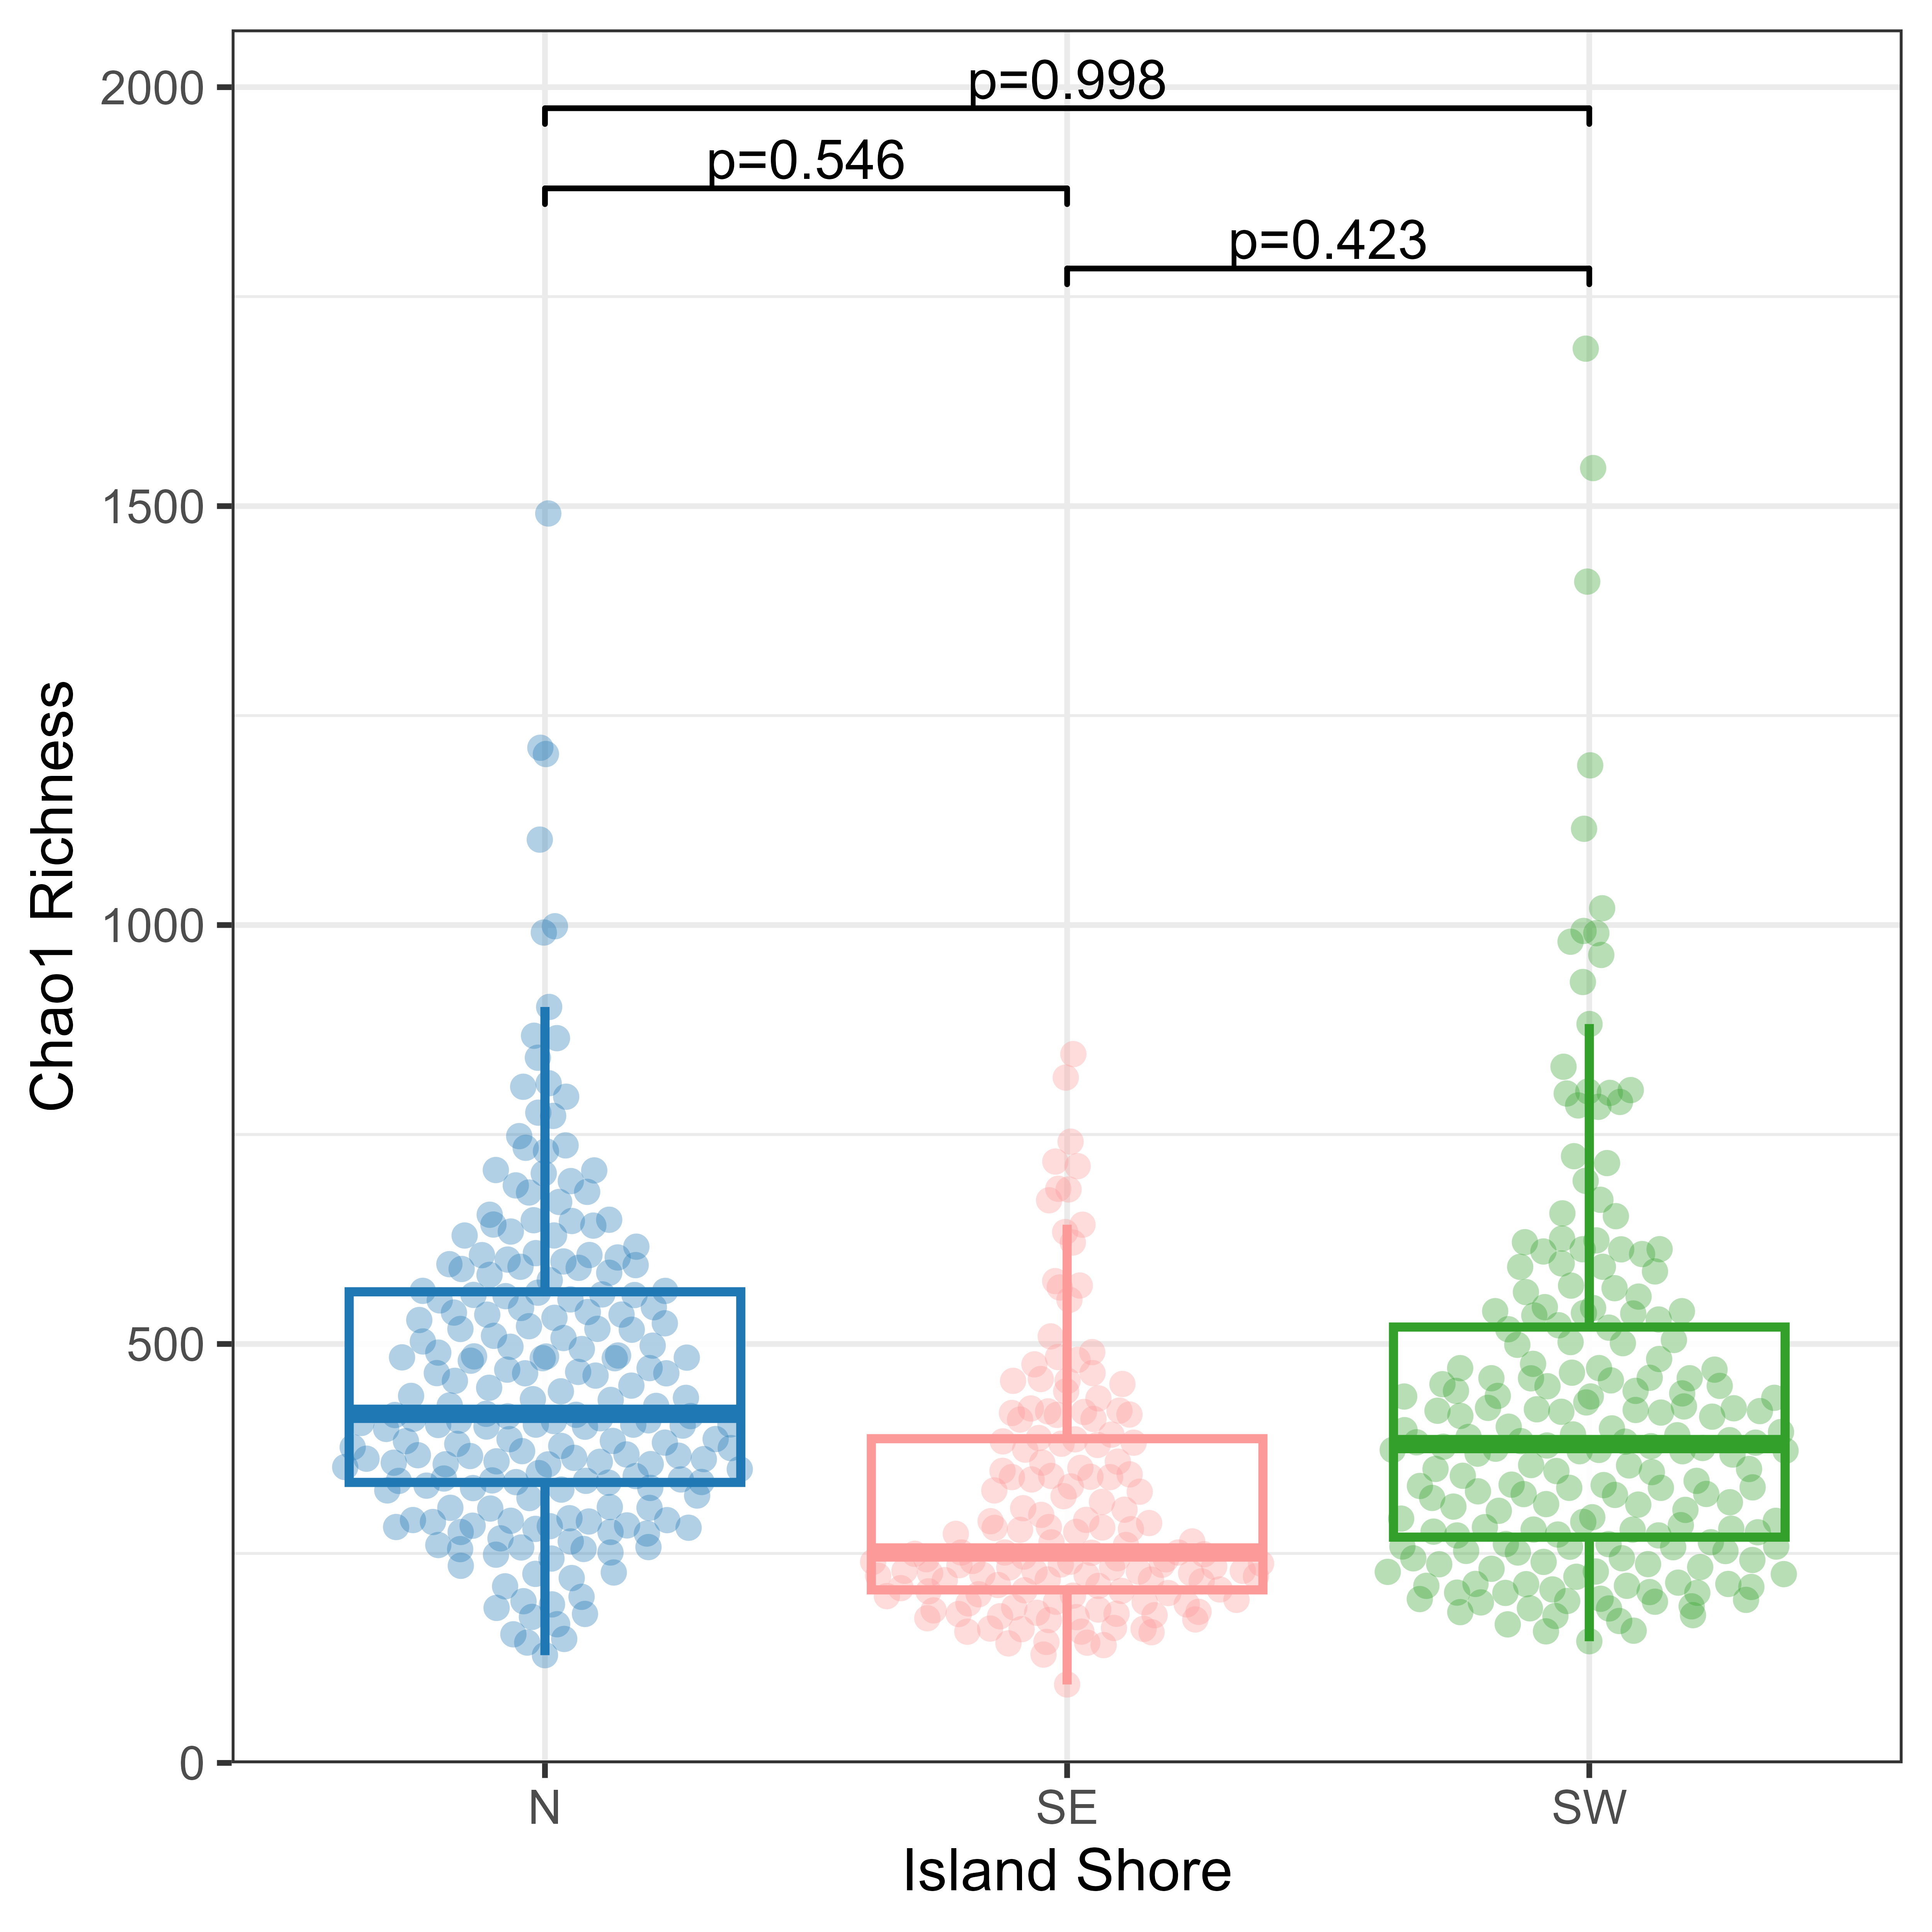 2000
1500
1000
500
0
Chao1 Richness
p=0.998
p=0.546
p=0.423
N
SE
SW
Island Shore